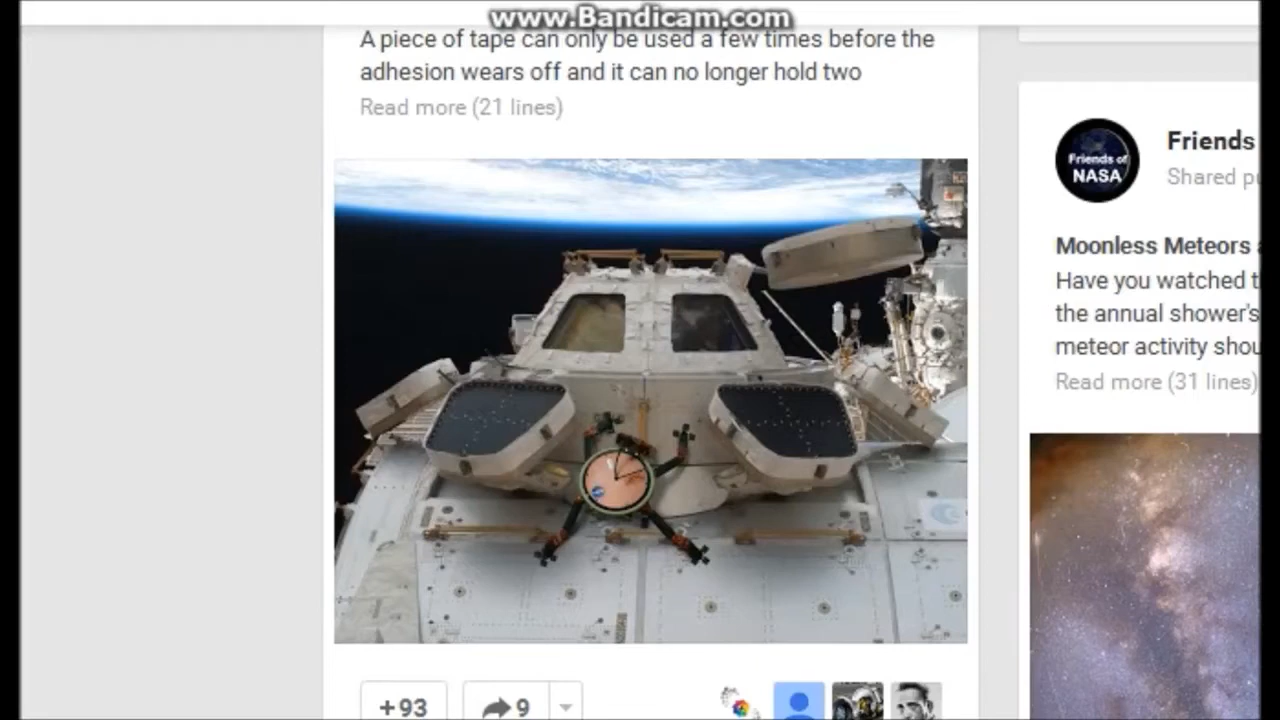 www.Bandicam.com
A piece of tape can only be used a few times before the
adhesion wears off and it can no longer hold two
Read more (21 lines)
+93
9
Friends of
NASA
Friends
Shared
Moonless Meteors
Have you watched
the annual shower's
meteor activity
Read more (31 lines)